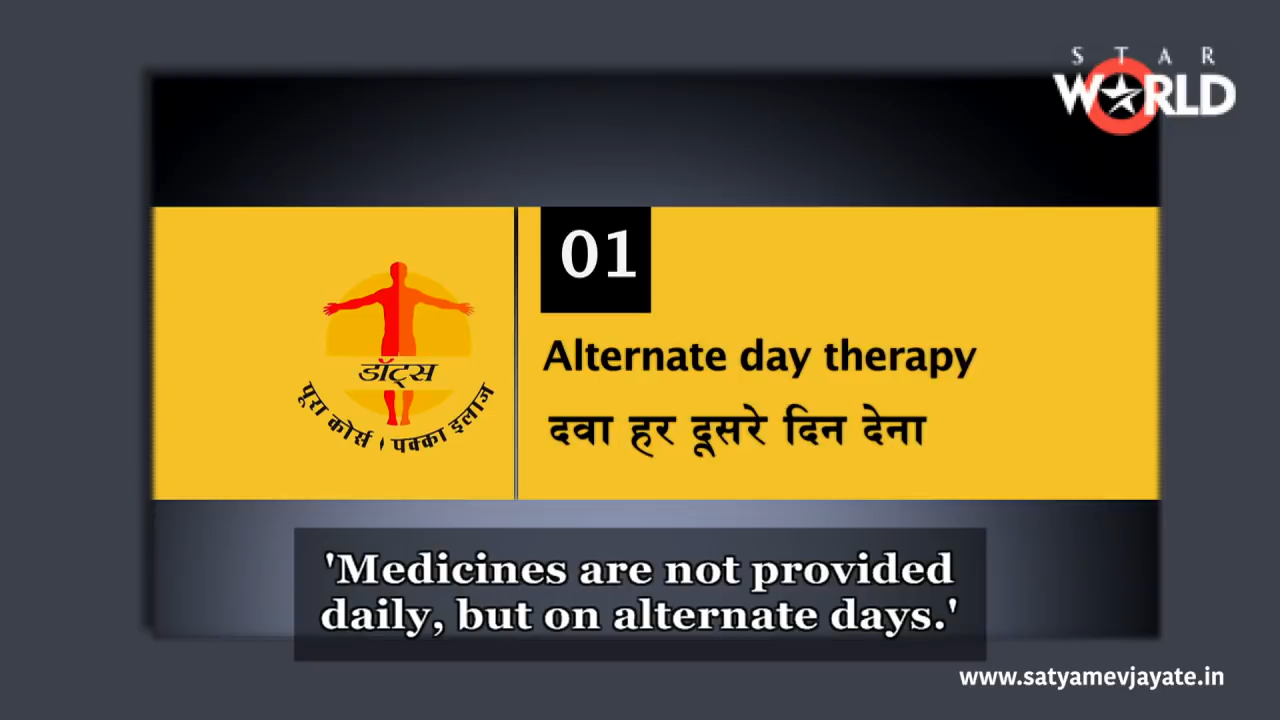 STAR
WORLD
01
Alternate day therapy
दवा हर दूसरे दिन देना
डॉट्स
पूरा कोर्स पक्का इलाज
'Medicines are not provided
daily, but on alternate days.'
www.satyamevjayate.in